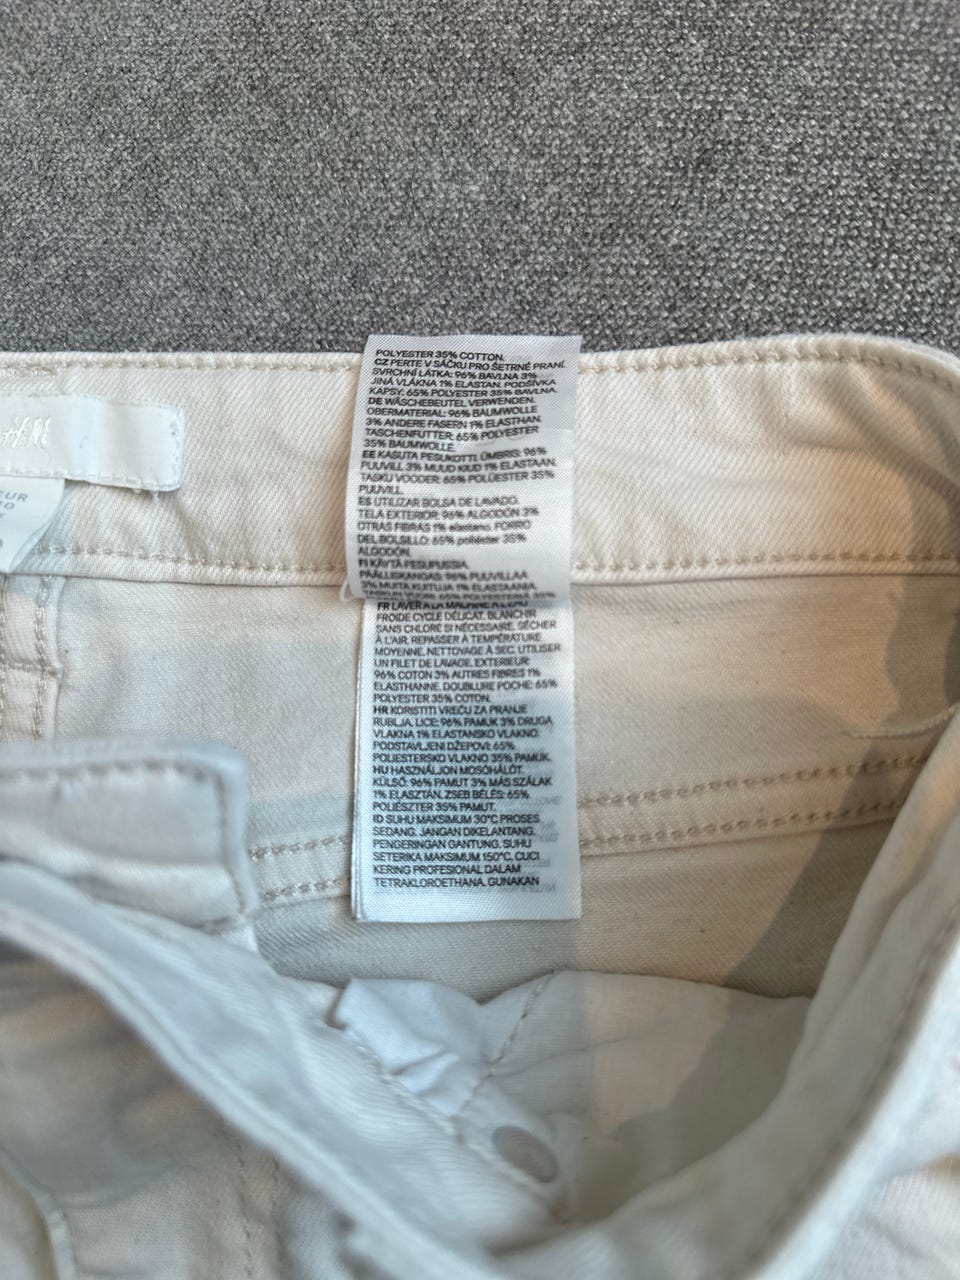 H&M
EUR
POLYESTER 35% COTTON.
CZ PERTE V SÁČKU PRO ŠETRNÉ PRANÍ.
SVRCHNÍ LÁTKA: 96% BAVLNA 3%
JINÁ VLÁKNA 1% ELASTAN. PODŠÍVKA
KAPSY: 65% POLYESTER 35% BAVLNA.
DE WÄSCHEBEUTEL VERWENDEN.
OBERMATERIAL: 96% BAUMWOLLE
3% ANDERE FASERN 1% ELASTHAN.
TASCHENFUTTER: 65% POLYESTER
35% BAUMWOLLE.
EE KASUTA PESUKOTTI. ÜMBRIS: 96%
PUUVILL 3% MUUD KIUD 1% ELASTAAN.
TASKU VOODER: 65% POLÜESTER 35%
PUUVILL.
ES UTILIZAR BOLSA DE LAVADO.
TELA EXTERIOR: 96% ALGODÓN 3%
OTRAS FIBRAS 1% elastano. FORRO
DEL BOLSILLO: 65% poliéster 35%
ALGODÓN.
FI KÄYTÄ PESUPUSSIA.
PÄÄLLISKANGAS: 96% PUUVILLAA
3% MUITA KUITUJA 1% ELASTAANIA.
TASKUN VUORI: 65% POLYESTERIÄ 35%
FR LAVER A LA MACHINE A L'EAU
FROIDE CYCLE DÉLICAT. BLANCHIR
SANS CHLORE SI NÉCESSAIRE. SÉCHER
À L'AIR. REPASSER À TEMPÉRATURE
MOYENNE. NETTOYAGE À SEC. UTILISER
UN FILET DE LAVAGE. EXTERIEUR:
96% COTON 3% AUTRES FIBRES 1%
ELASTHANNE. DOUBLURE POCHE: 65%
POLYESTER 35% COTON.
HR KORISTITI VREĆU ZA PRANJE
RUBLJA. LICE: 96% PAMUK 3% DRUGA
VLAKNA 1% ELASTANSKO VLAKNO.
PODSTAVLJENI DŽEPOVI: 65%
POLIESTERSKO VLAKNO 35% PAMUK.
HU HASZNÁLJON MOSÓHÁLÓT.
KÜLSŐ: 96% PAMUT 3% MÁS SZÁLAK
1% ELASZTÁN. ZSEB BÉLÉS: 65%
POLIÉSZTER 35% PAMUT.
ID SUHU MAKSIMUM 30°C PROSES
SEDANG. JANGAN DIKELANTANG.
PENGERINGAN GANTUNG. SUHU
SETERIKA MAKSIMUM 150°C. CUCI
KERING PROFESIONAL DALAM
TETRAKLOROETHANA. GUNAKAN